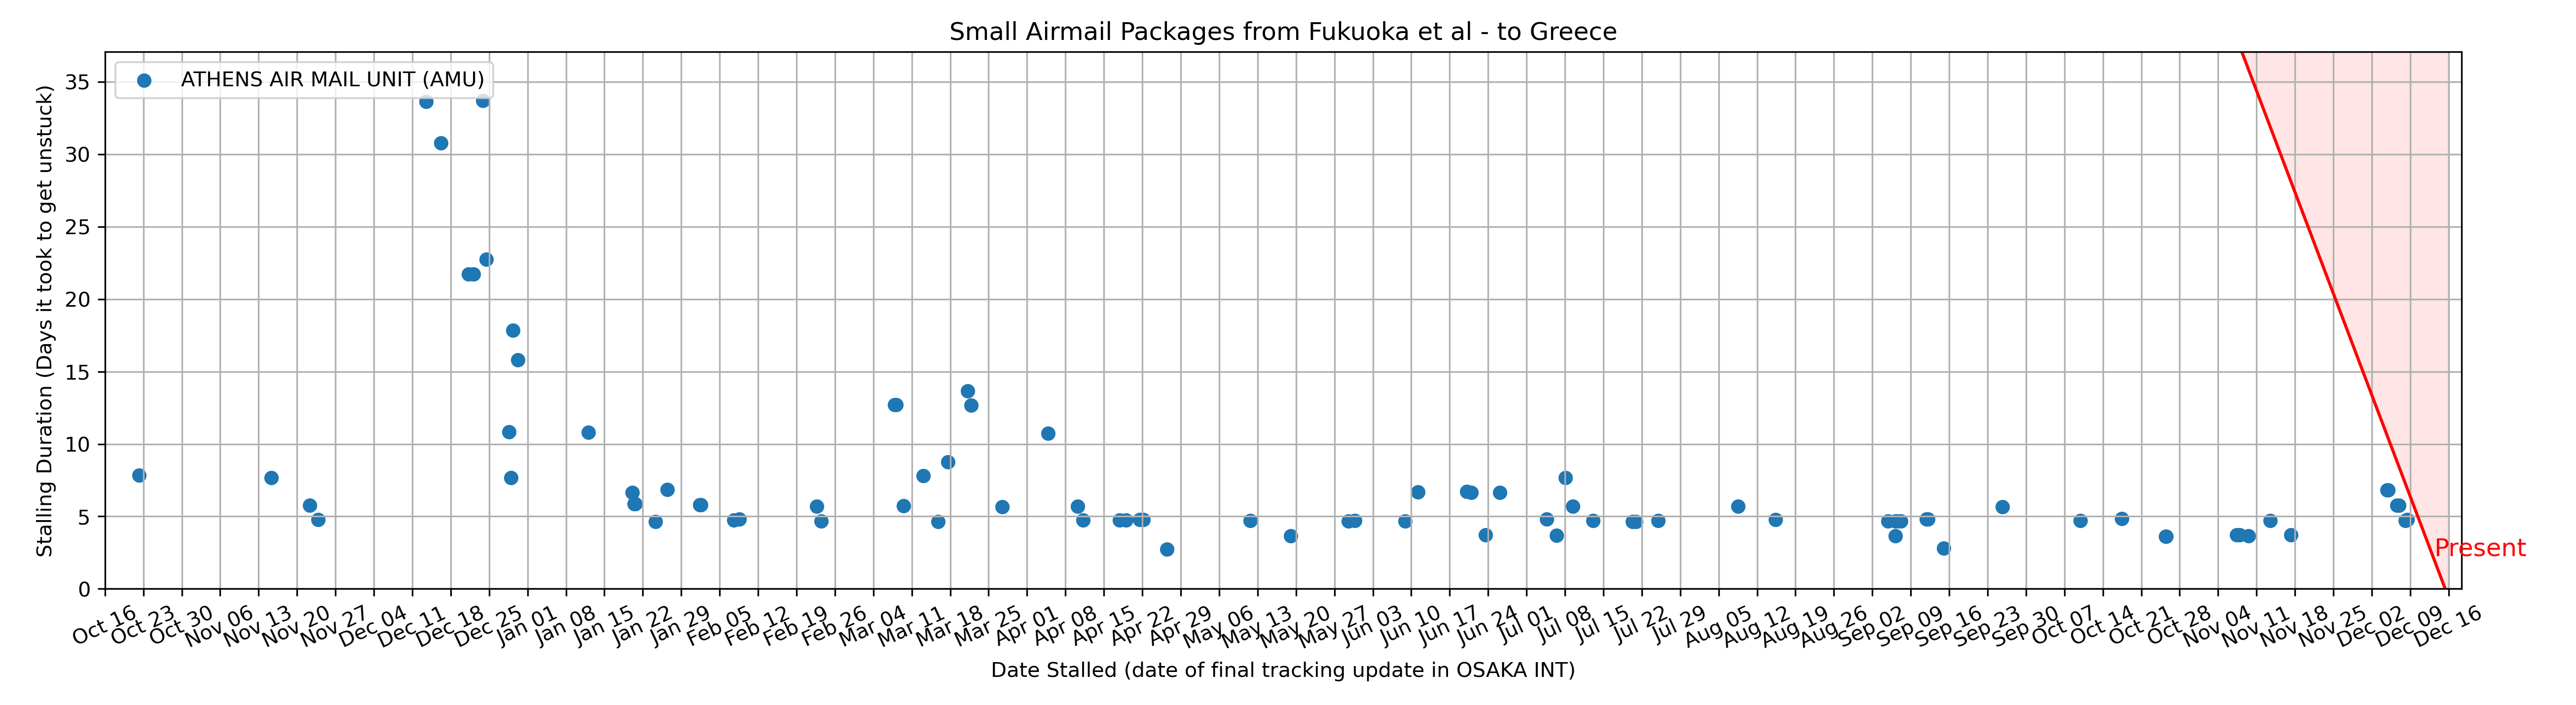 Small Airmail Packages from Fukuoka et al - to Greece
ATHENS AIR MAIL UNIT (AMU)
Stalling Duration (Days it took to get unstuck)
35
30
25
20
15
10
5
0
Present
Oct 16
Oct 23
Oct 30
Nov 06
Nov 13
Nov 20
Nov 27
Dec 04
Dec 11
Dec 18
Dec 25
Jan 01
Jan 08
Jan 15
Jan 22
Jan 29
Feb 05
Feb 12
Feb 19
Feb 26
Mar 04
Mar 11
Mar 18
Mar 25
Apr 01
Apr 08
Apr 15
Apr 22
Apr 29
May 06
May 13
May 20
May 27
Jun 03
Jun 10
Jun 17
Jun 24
Jul 01
Jul 08
Jul 15
Jul 22
Jul 29
Aug 05
Aug 12
Aug 19
Aug 26
Sep 02
Sep 09
Sep 16
Sep 23
Sep 30
Oct 07
Oct 14
Oct 21
Oct 28
Nov 04
Nov 11
Nov 18
Nov 25
Dec 02
Dec 09
Dec 16
Date Stalled (date of final tracking update in OSAKA INT)